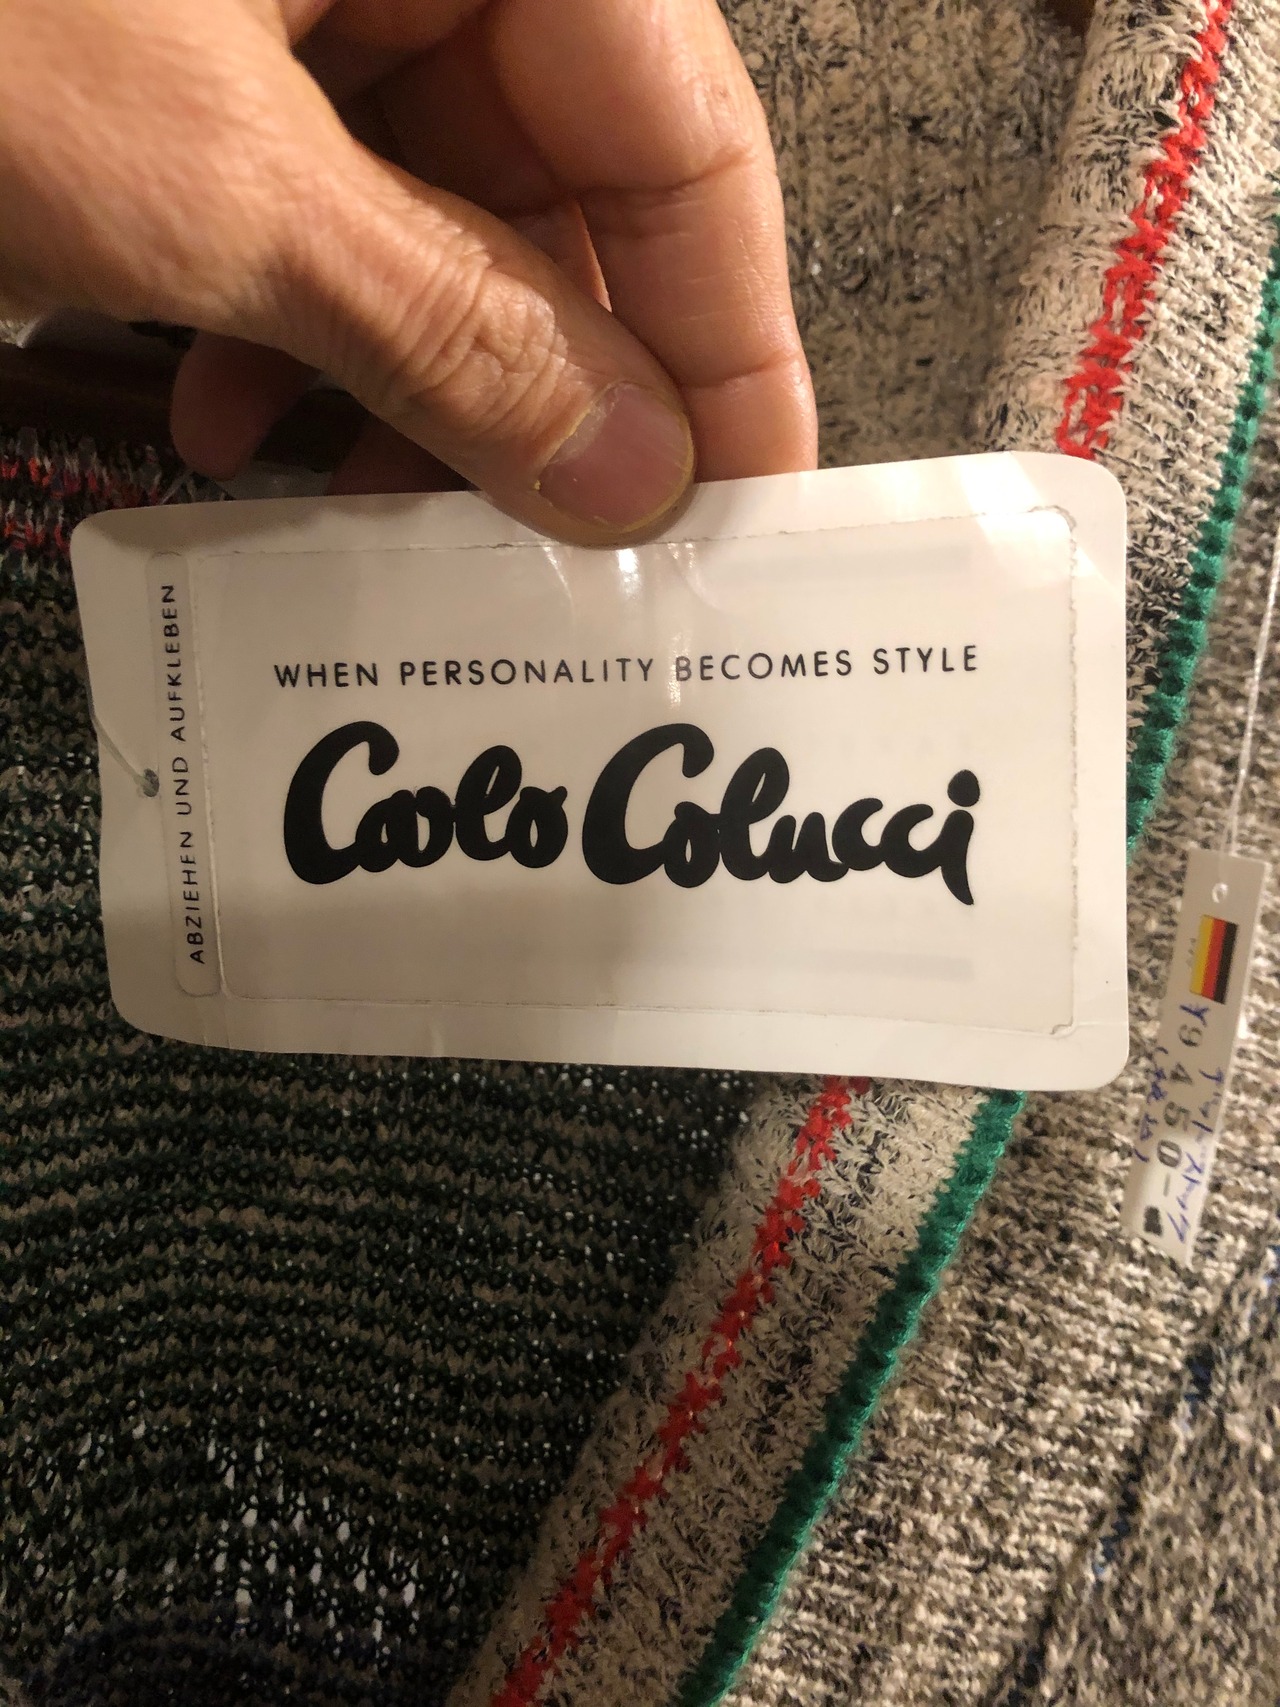 WHEN PERSONALITY BECOMES STYLE
Carlo Colucci
ABZIEHEN UND AUFKLEBEN
¥9450-